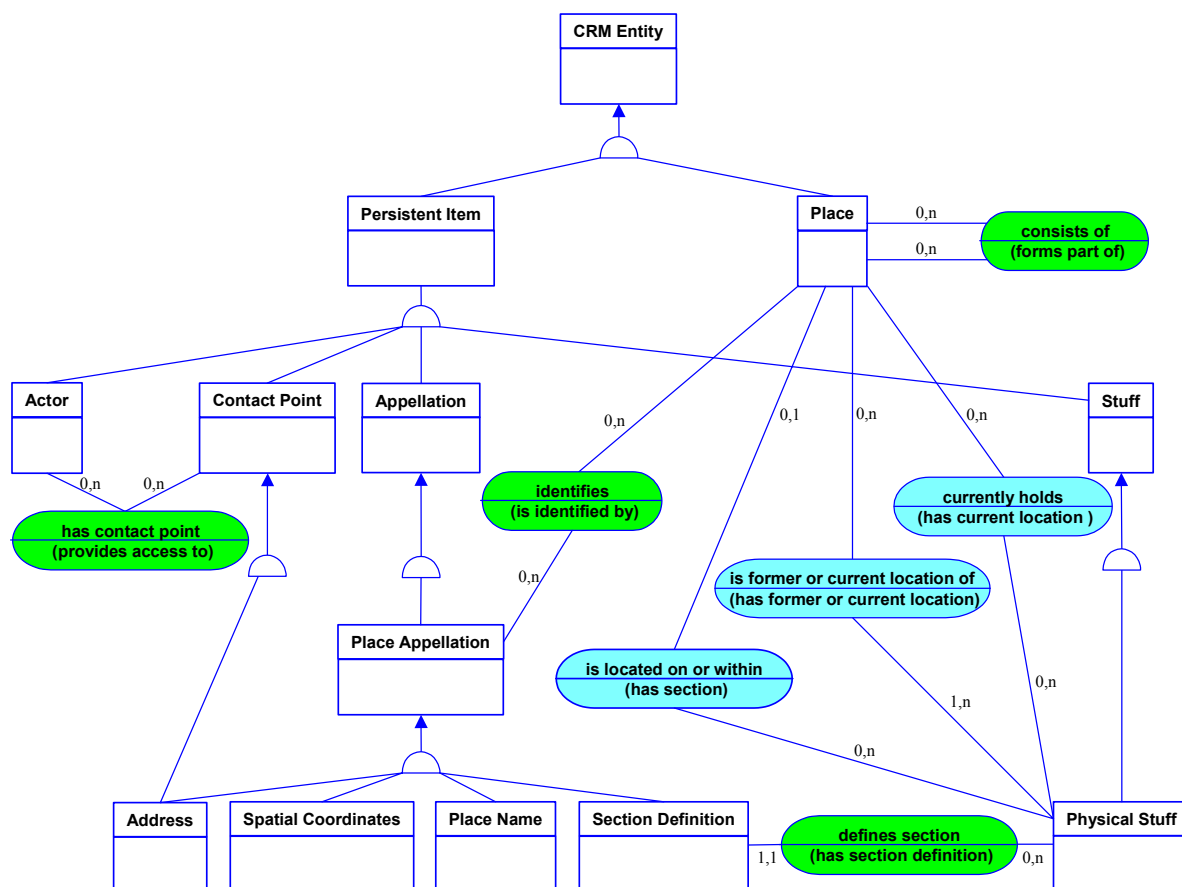 CRM Entity
Persistent Item
Place
0,n
consists of
(forms part of)
0,n
Actor
Contact Point
Appellation
Stuff
0,n
0,1
0,n
0,n
0,n
0,n
identifies
(is identified by)
currently holds
(has current location )
has contact point
(provides access to)
0,n
is former or current location of
(has former or current location)
Place Appellation
is located on or within
(has section)
0,n
1,n
0,n
Address
Spatial Coordinates
Place Name
Section Definition
Physical Stuff
defines section
(has section definition)
1,1
0,n